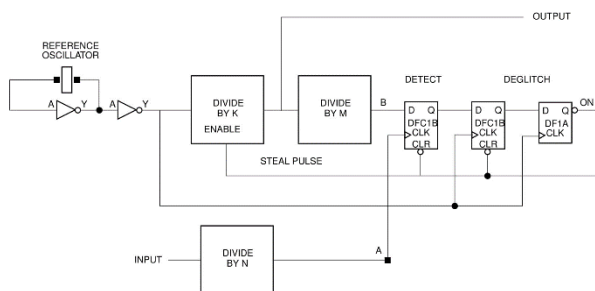 OUTPUT
REFERENCE
OSCILLATOR
DETECT
DEGLITCH
A
Y
A
Y
DIVIDE
BY K
ENABLE
DIVIDE
BY M
B
D Q
DFC1B
CLK
CLR
D Q
DFC1B
CLK
CLR
D Q
DF1A
CLK
ON
STEAL PULSE
INPUT
DIVIDE
BY N
A